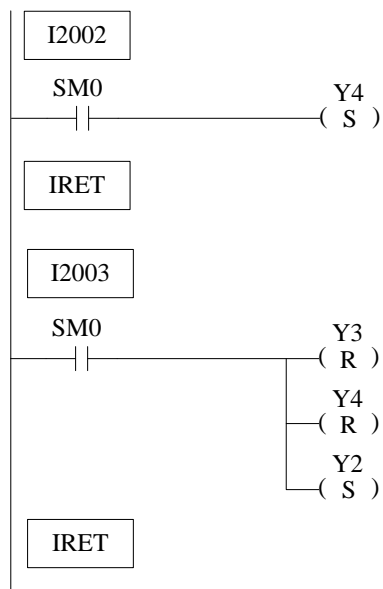 I2002
SM0
Y4
( S )
IRET
I2003
SM0
Y3
( R )
Y4
( R )
Y2
( S )
IRET